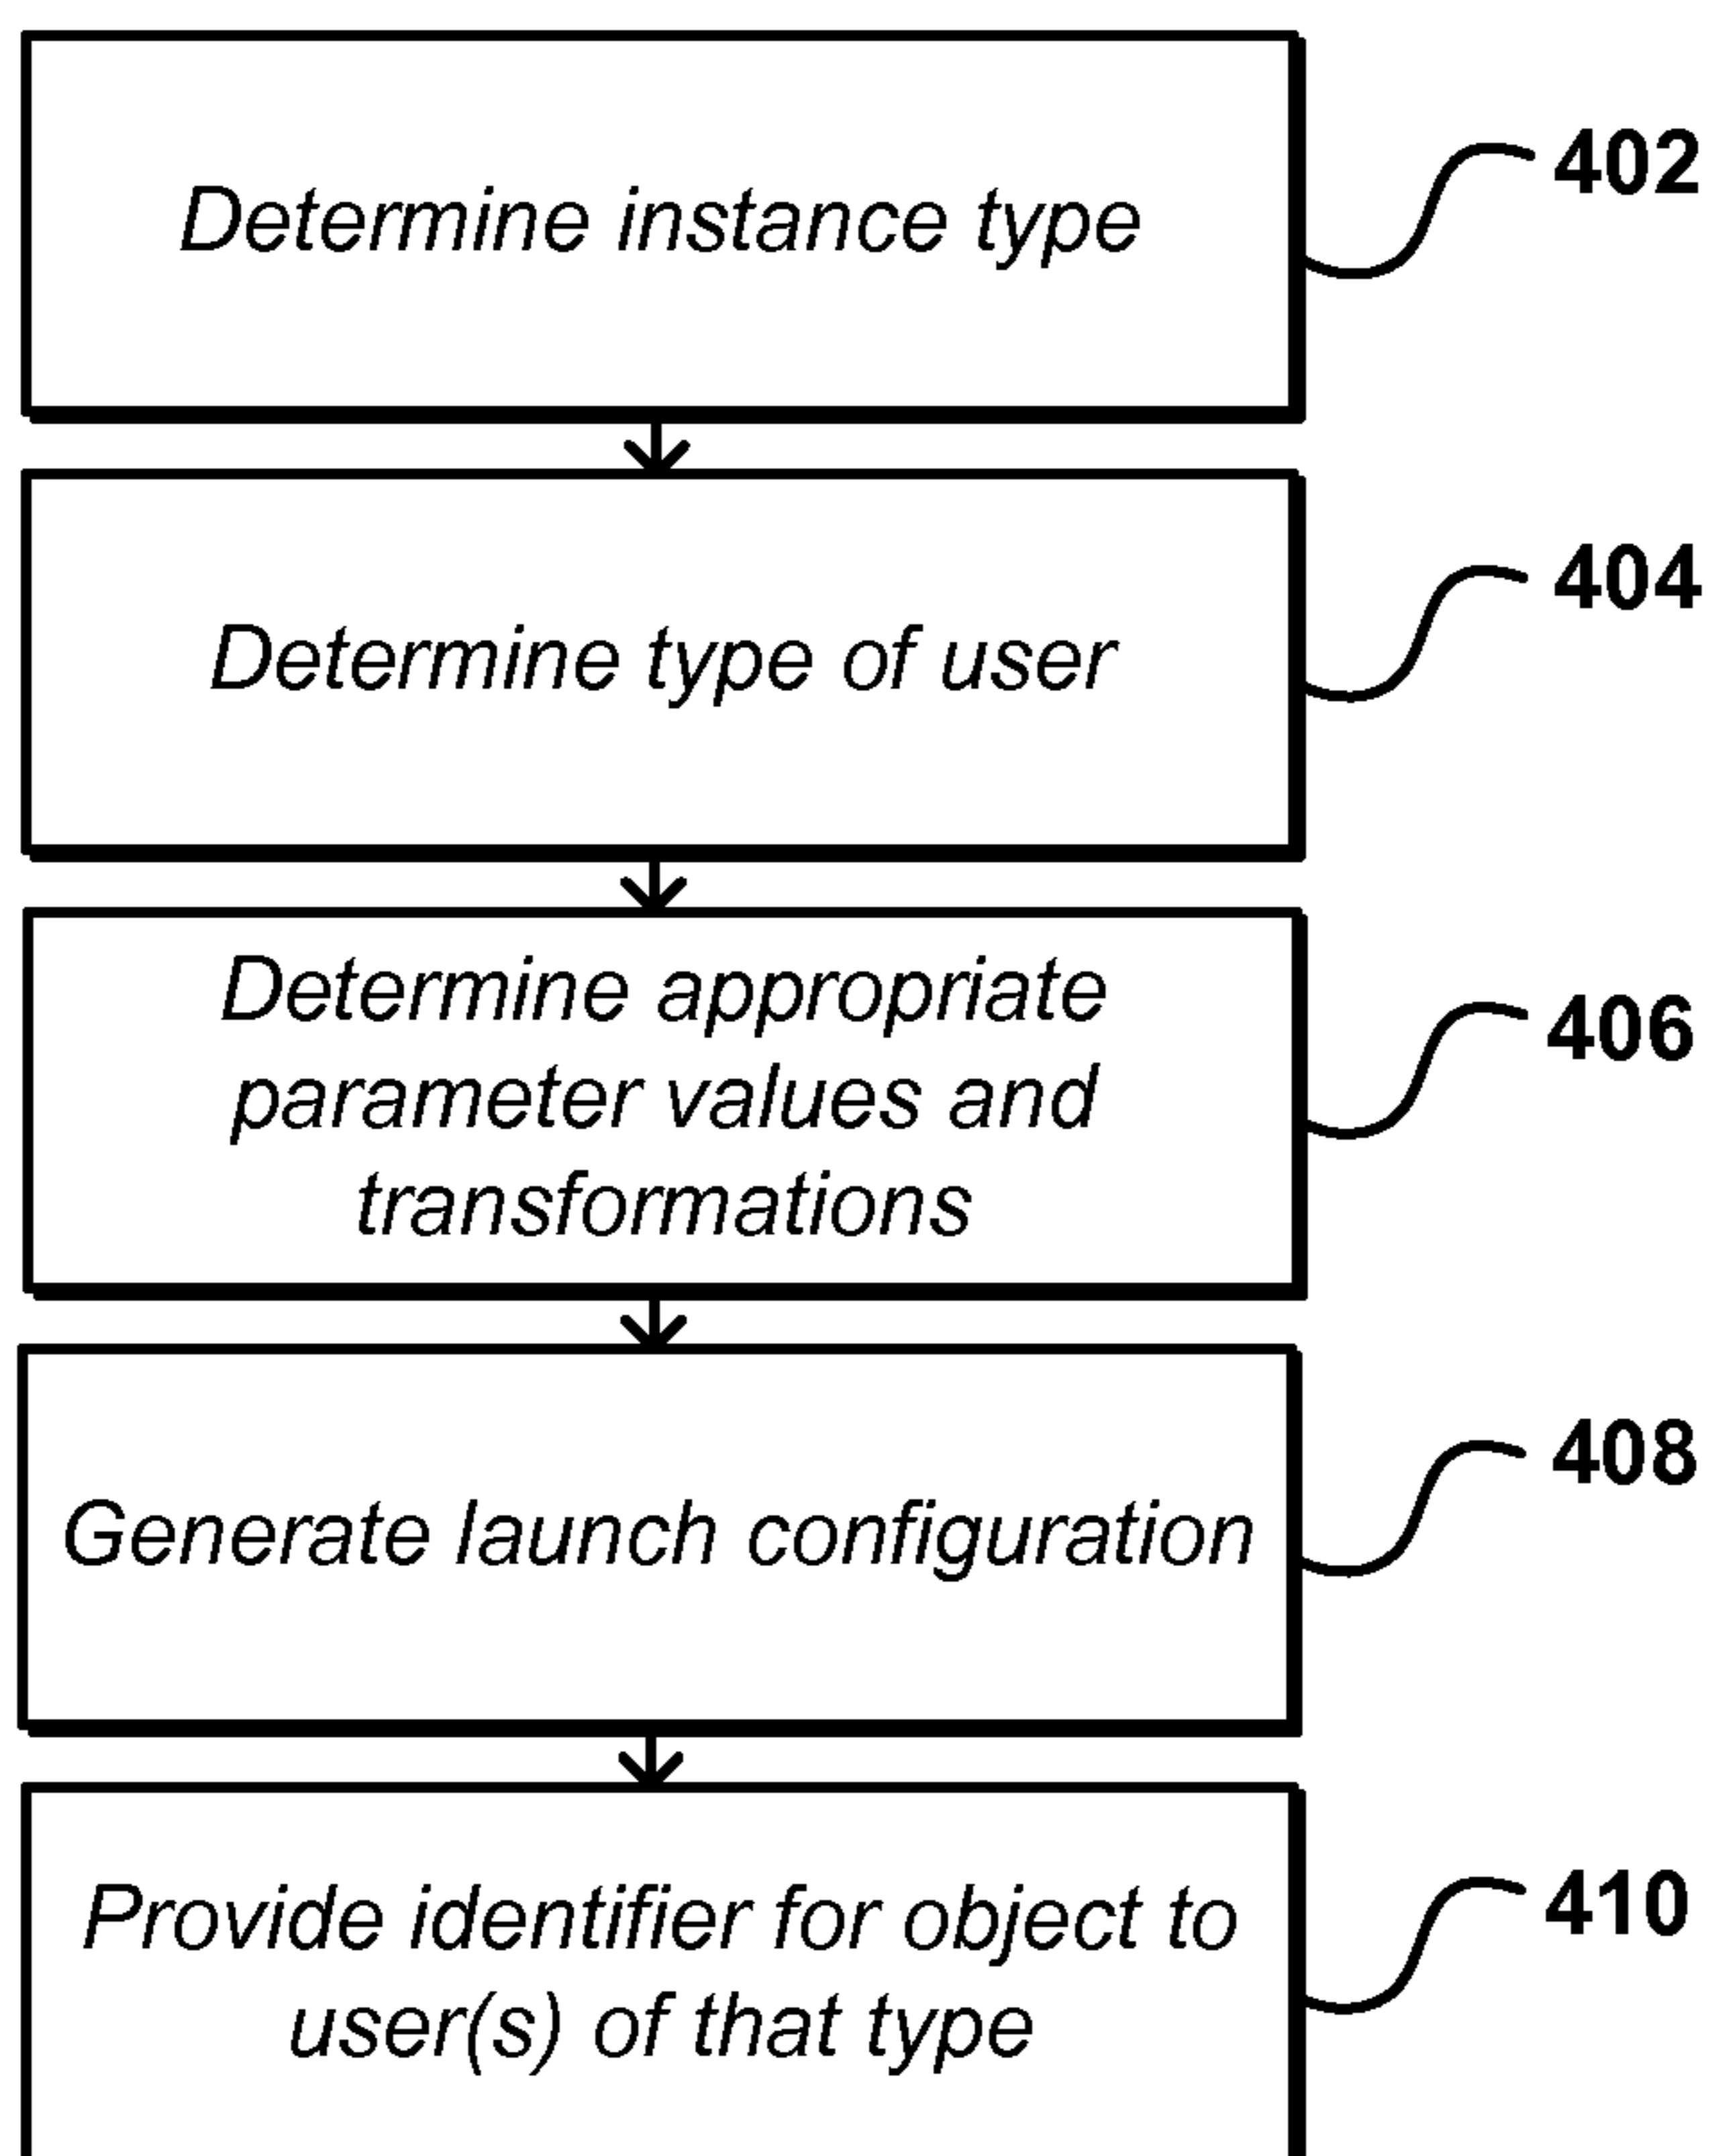 Determine instance type
402
Determine type of user
404
Determine appropriate
parameter values and
transformations
406
Generate launch configuration
408
Provide identifier for object to
user(s) of that type
410